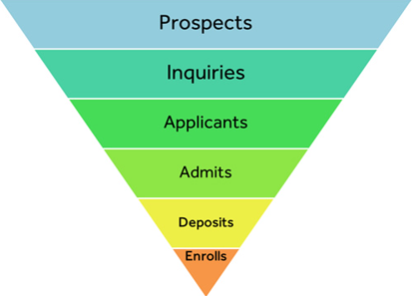 Prospects
Inquiries
Applicants
Admits
Deposits
Enrolls